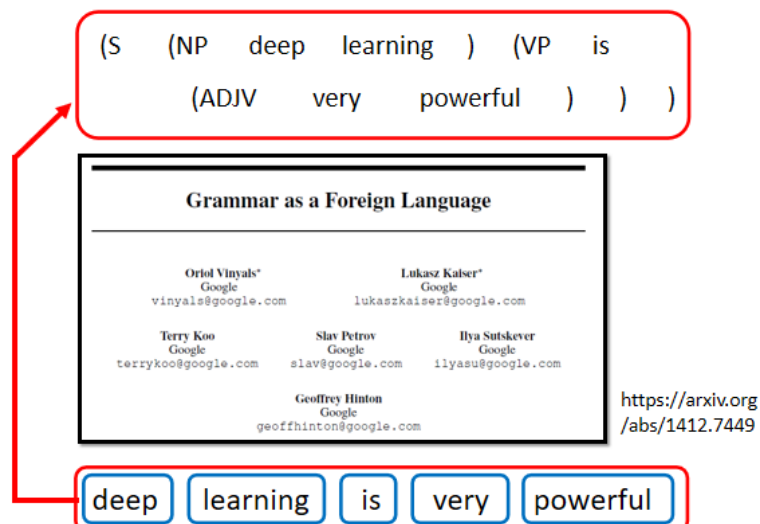 (S (NP deep learning ) (VP is
(ADJV very powerful ) ) )
Grammar as a Foreign Language
Oriol Vinyals* Lukasz Kaiser*
Google Google
vinyals@google.com lukaszkaiser@google.com
Terry Koo Slav Petrov Ilya Sutskever
Google Google Google
terrykoo@google.com slav@google.com ilyasu@google.com
Geoffrey Hinton
Google
geoffhinton@google.com
https://arxiv.org
/abs/1412.7449
deep learning is very powerful